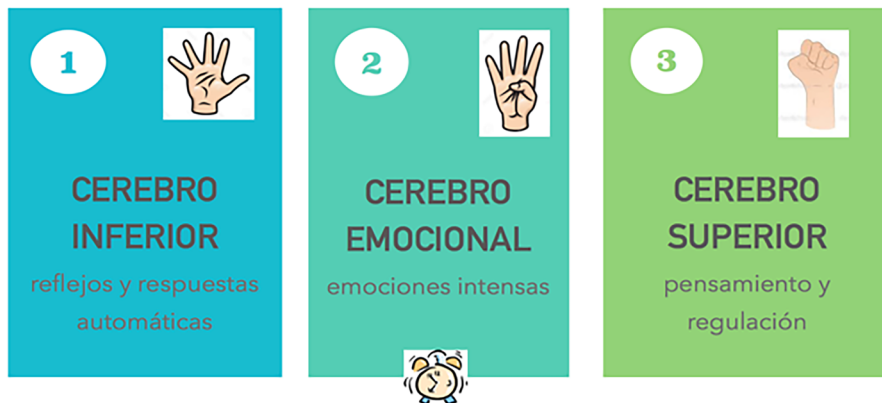 1
CEREBRO
INFERIOR
reflejos y respuestas
automáticas
2
CEREBRO
EMOCIONAL
emociones intensas
3
CEREBRO
SUPERIOR
pensamiento y
regulación